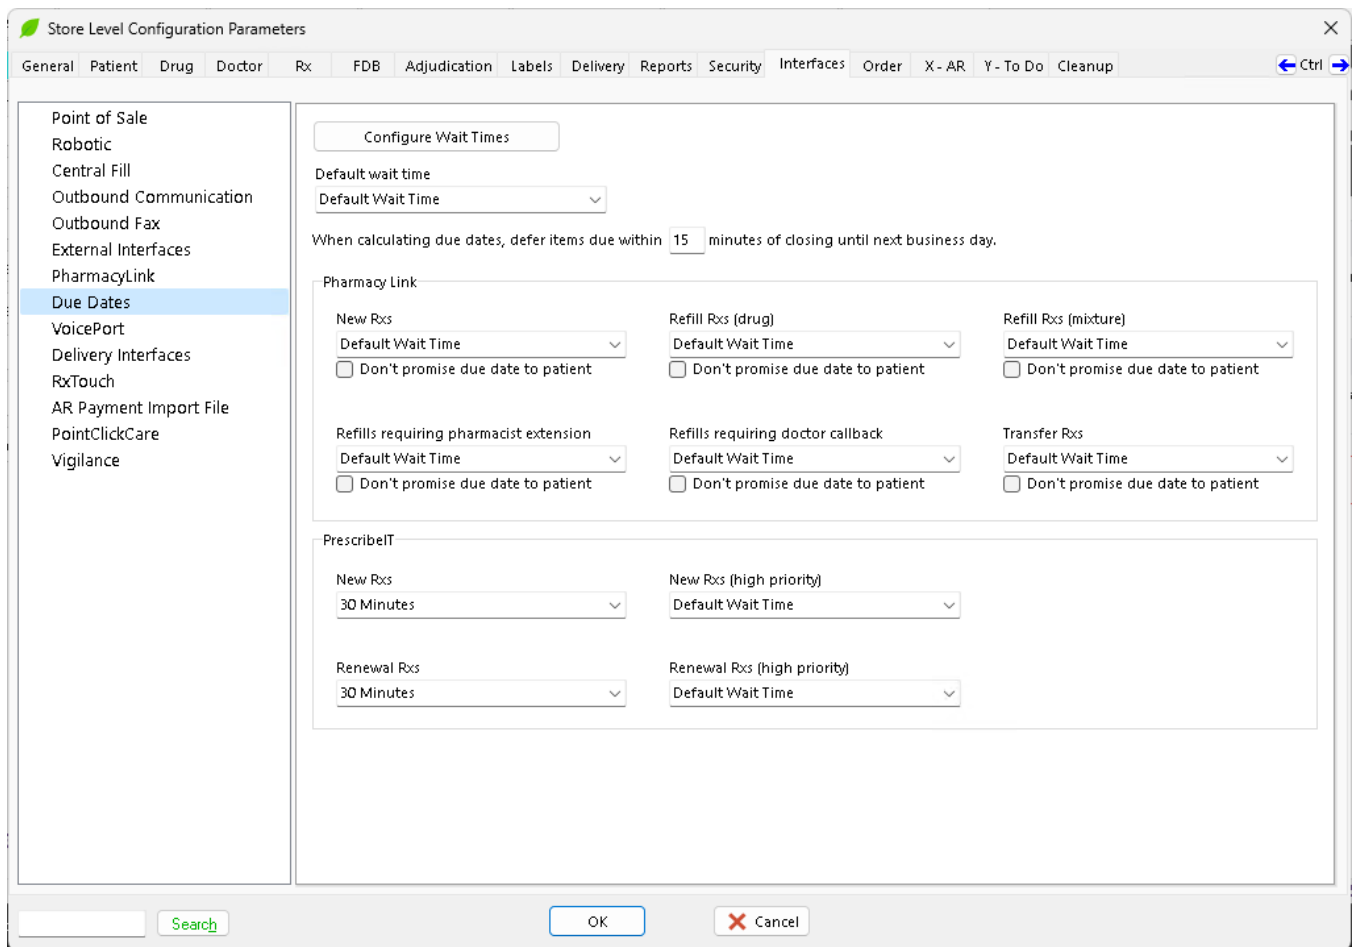 Store Level Configuration Parameters
General Patient Drug Doctor Rx FDB Adjudication Labels Delivery Reports Security Interfaces Order X - AR Y - To Do Cleanup Ctrl
Point of Sale
Robotic
Central Fill
Outbound Communication
Outbound Fax
External Interfaces
PharmacyLink
Due Dates
VoicePort
Delivery Interfaces
RxTouch
AR Payment Import File
PointClickCare
Vigilance
Configure Wait Times
Default wait time
Default Wait Time
When calculating due dates, defer items due within 15 minutes of closing until next business day.
Pharmacy Link
New Rxs Refill Rxs (drug) Refill Rxs (mixture)
Default Wait Time Default Wait Time Default Wait Time
Don't promise due date to patient Don't promise due date to patient Don't promise due date to patient
Refills requiring pharmacist extension Refills requiring doctor callback Transfer Rxs
Default Wait Time Default Wait Time Default Wait Time
Don't promise due date to patient Don't promise due date to patient Don't promise due date to patient
PrescribeIT
New Rxs New Rxs (high priority)
30 Minutes Default Wait Time
Renewal Rxs Renewal Rxs (high priority)
30 Minutes Default Wait Time
Search OK Cancel